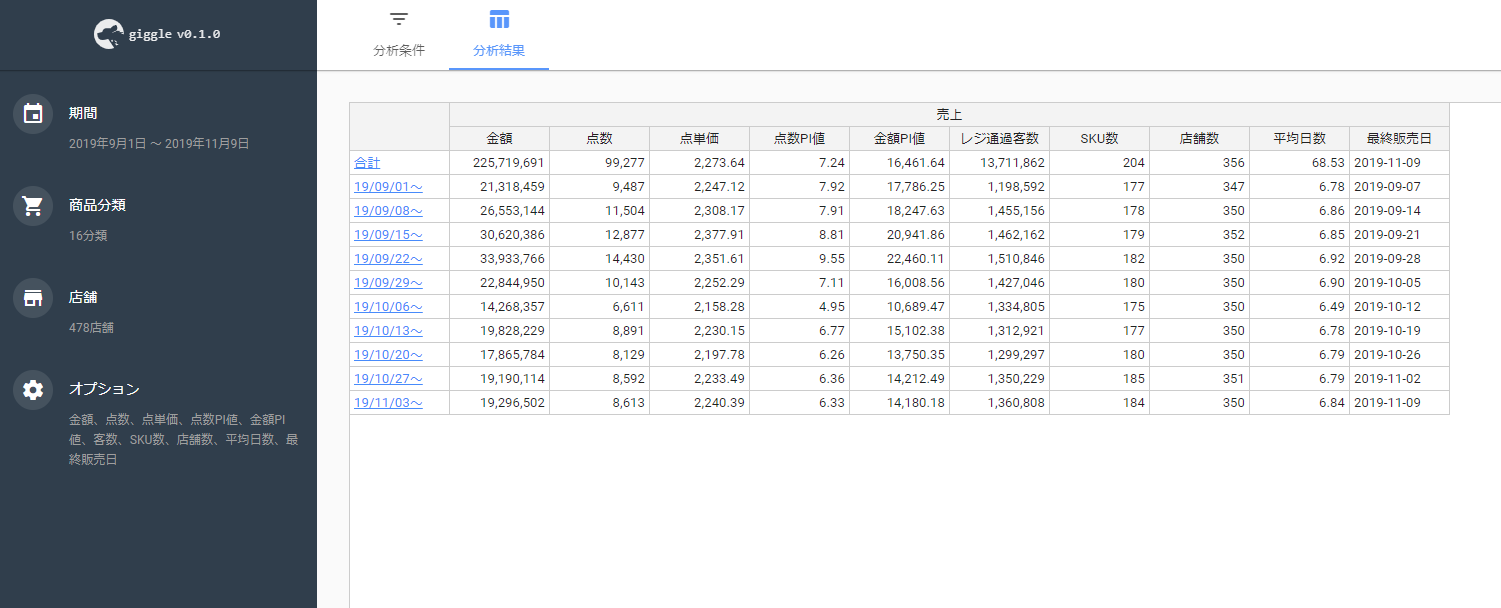 giggle v0.1.0
期間
2019年9月1日 ～ 2019年11月9日
商品分類
16分類
店舗
478店舗
オプション
金額、点数、点単価、点数PI値、金額PI
値、客数、SKU数、店舗数、平均日数、最
終販売日
分析条件 分析結果
売上
金額 点数 点単価 点数PI値 金額PI値 レジ通過客数 SKU数 店舗数 平均日数 最終販売日
合計 225,719,691 99,277 2,273.64 7.24 16,461.64 13,711,862 204 356 68.53 2019-11-09
19/09/01～ 21,318,459 9,487 2,247.12 7.92 17,786.25 1,198,592 177 347 6.78 2019-09-07
19/09/08～ 26,553,144 11,504 2,308.17 7.91 18,247.63 1,455,156 178 350 6.86 2019-09-14
19/09/15～ 30,620,386 12,877 2,377.91 8.81 20,941.86 1,462,162 179 352 6.85 2019-09-21
19/09/22～ 33,933,766 14,430 2,351.61 9.55 22,460.11 1,510,846 182 350 6.92 2019-09-28
19/09/29～ 22,844,950 10,143 2,252.29 7.11 16,008.56 1,427,046 180 350 6.90 2019-10-05
19/10/06～ 14,268,357 6,611 2,158.28 4.95 10,689.47 1,334,805 175 350 6.49 2019-10-12
19/10/13～ 19,828,229 8,891 2,230.15 6.77 15,102.38 1,312,921 177 350 6.78 2019-10-19
19/10/20～ 17,865,784 8,129 2,197.78 6.26 13,750.35 1,299,297 180 350 6.79 2019-10-26
19/10/27～ 19,190,114 8,592 2,233.49 6.36 14,212.49 1,350,229 185 351 6.79 2019-11-02
19/11/03～ 19,296,502 8,613 2,240.39 6.33 14,180.18 1,360,808 184 350 6.84 2019-11-09